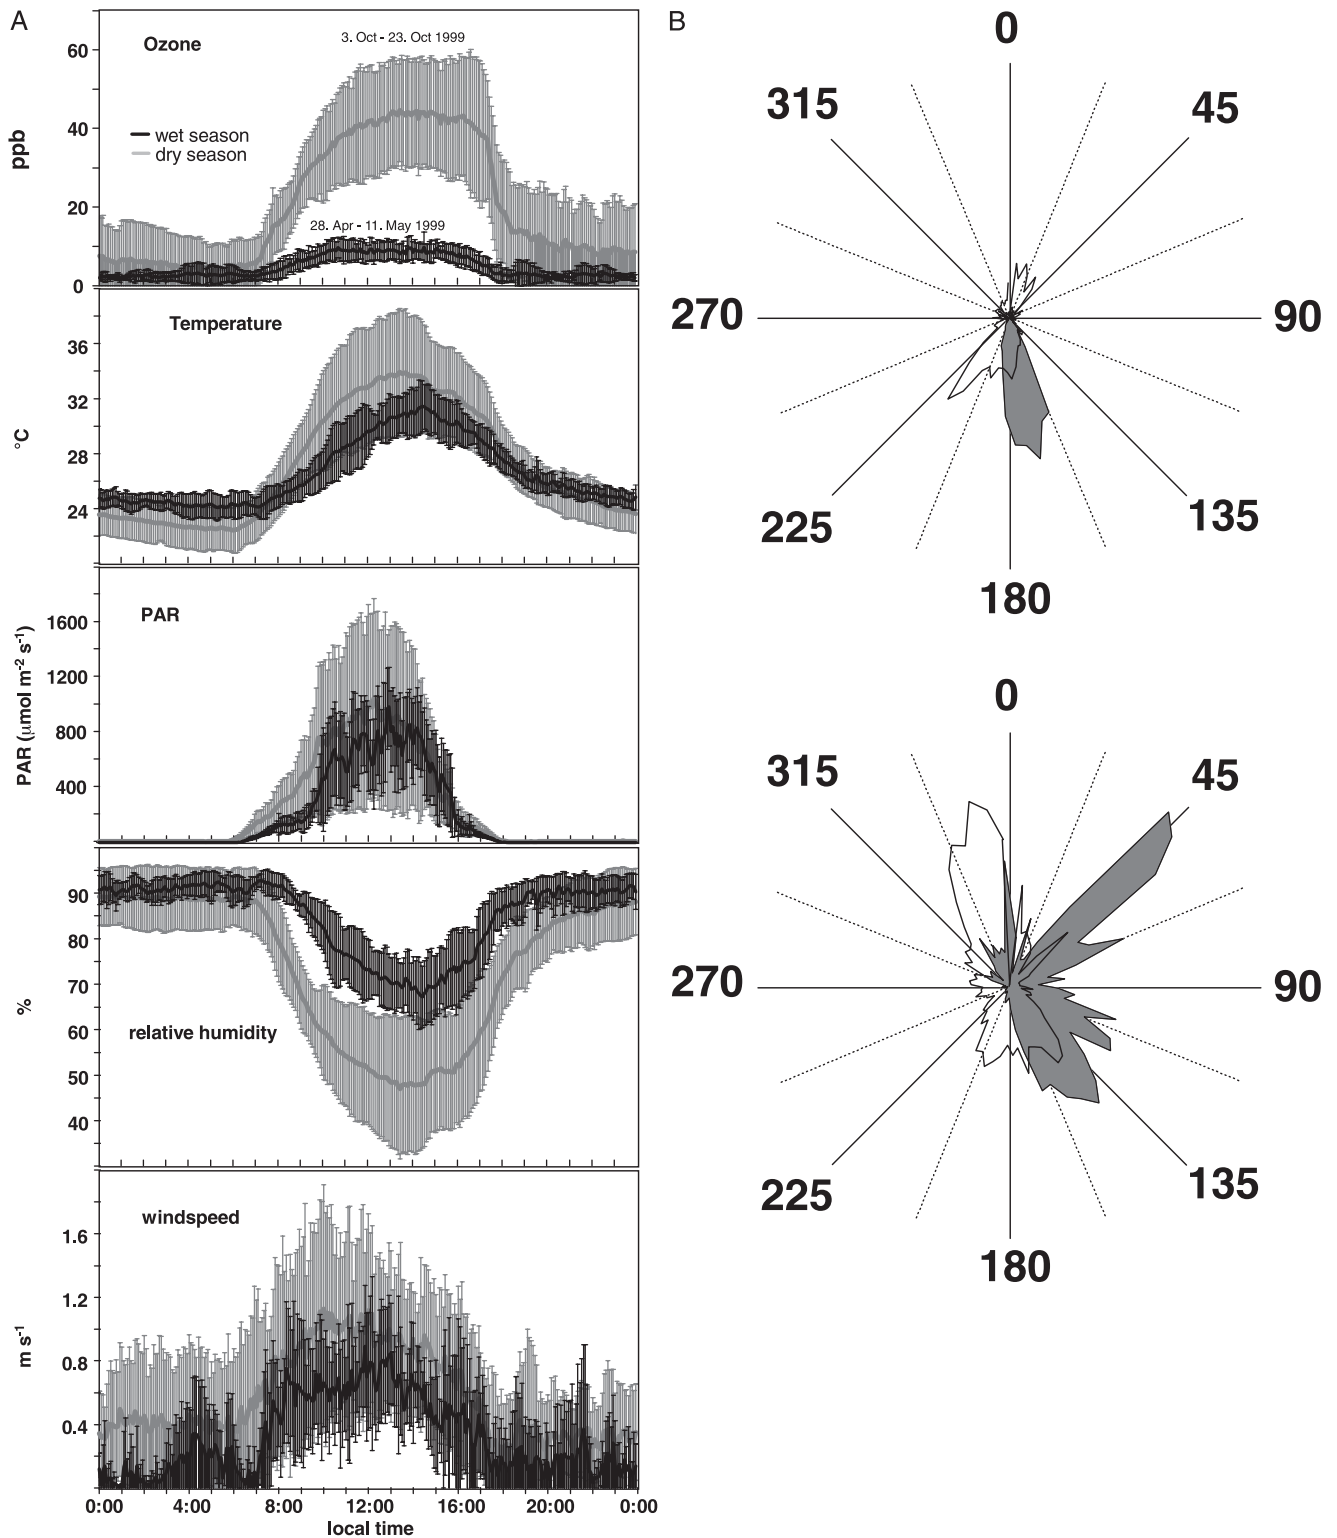 A
Ozone
3. Oct - 23. Oct 1999
60
40
20
0
ppb
wet season
dry season
28. Apr - 11. May 1999
Temperature
36
32
28
24
°C
PAR
1600
1200
800
400
PAR (μmol m⁻² s⁻¹)
90
80
70
60
50
40
%
relative humidity
windspeed
1.6
1.2
0.8
0.4
m s⁻¹
0:00 4:00 8:00 12:00 16:00 20:00 0:00
local time
B
0
315 45
270 90
225 135
180
0
315 45
270 90
225 135
180